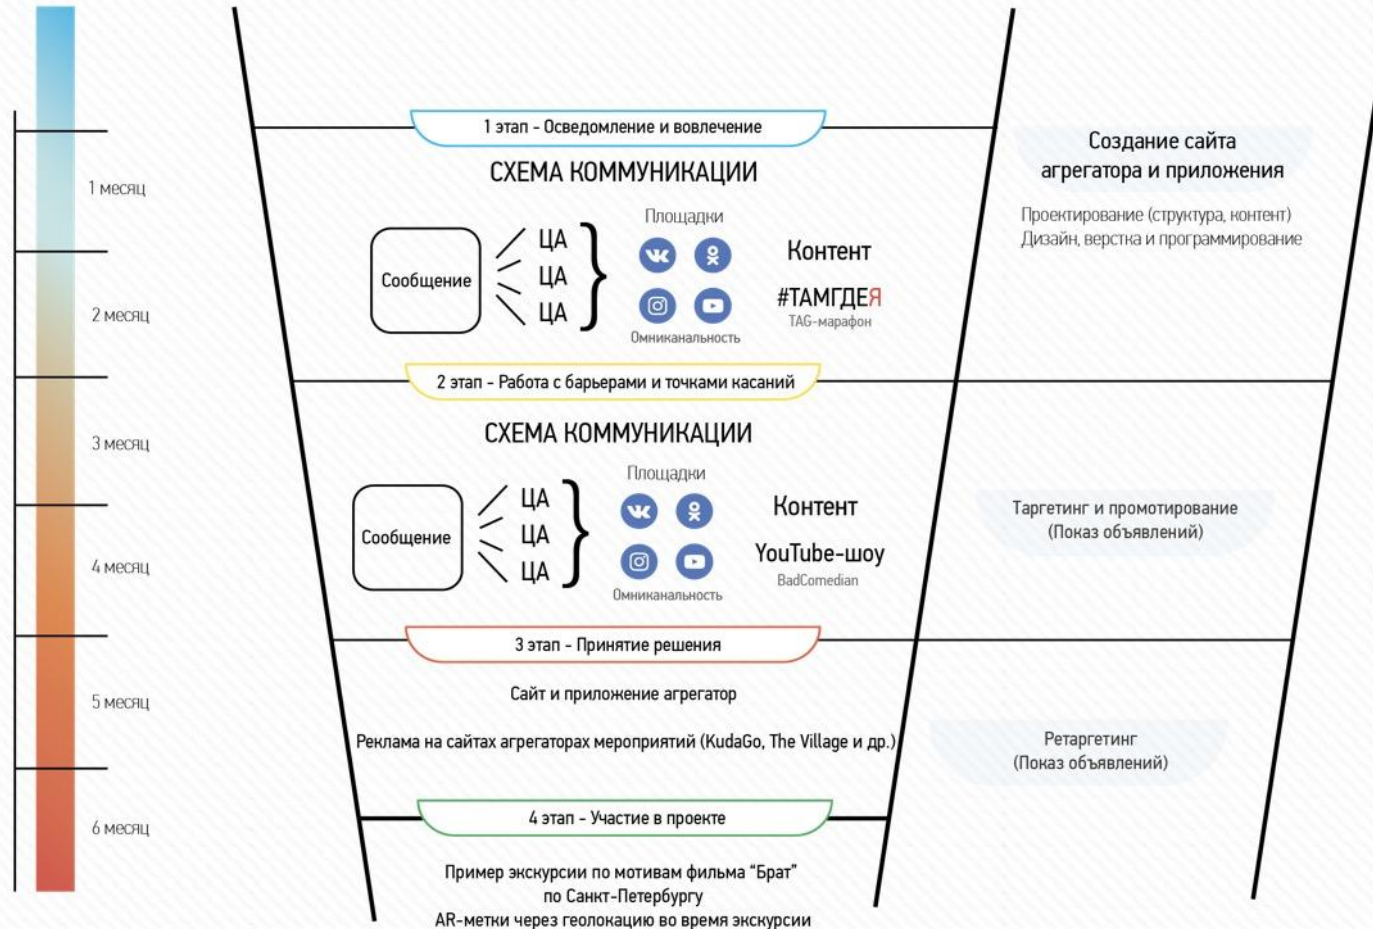 1 месяц
2 месяц
3 месяц
4 месяц
5 месяц
6 месяц
1 этап - Осведомление и вовлечение
СХЕМА КОММУНИКАЦИИ
Сообщение
ЦА
ЦА
ЦА
Площадки
Омниканальность
Контент
#ТАМГДЕЯ
TAG-марафон
Создание сайта
агрегатора и приложения
Проектирование (структура, контент)
Дизайн, верстка и программирование
2 этап - Работа с барьерами и точками касаний
СХЕМА КОММУНИКАЦИИ
Сообщение
ЦА
ЦА
ЦА
Площадки
Омниканальность
Контент
YouTube-шоу
BadComedian
Таргетинг и промотирование
(Показ объявлений)
3 этап - Принятие решения
Сайт и приложение агрегатор
Реклама на сайтах агрегаторах мероприятий (KudaGo, The Village и др.)
Ретаргетинг
(Показ объявлений)
4 этап - Участие в проекте
Пример экскурсии по мотивам фильма “Брат”
по Санкт-Петербургу
AR-метки через геолокацию во время экскурсии